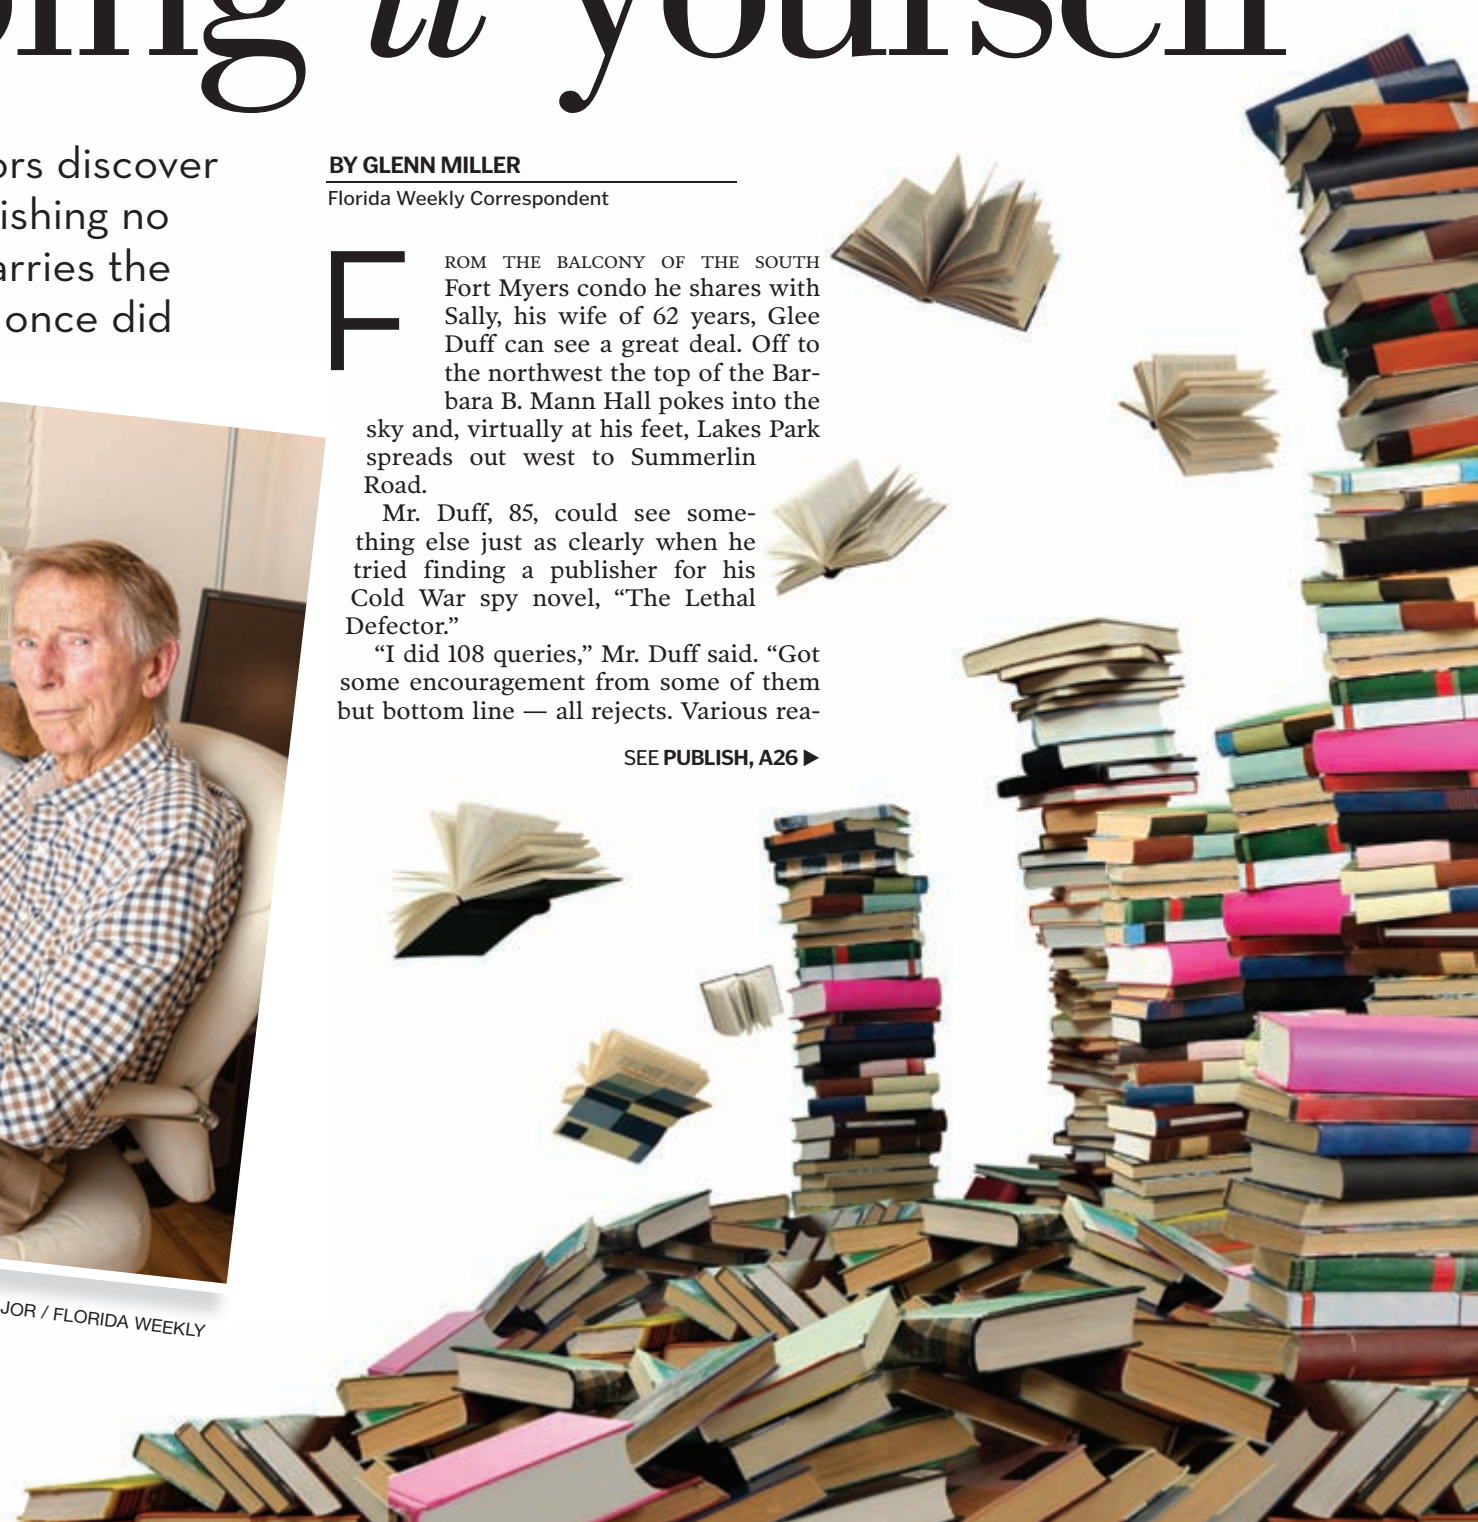 it yourself
ors discover
ishing no
arries the
once did
BY GLENN MILLER
Florida Weekly Correspondent
FROM THE BALCONY OF THE SOUTH
Fort Myers condo he shares with
Sally, his wife of 62 years, Glee
Duff can see a great deal. Off to
the northwest the top of the Bar-
bara B. Mann Hall pokes into the
sky and, virtually at his feet, Lakes Park
spreads out west to Summerlin
Road.
Mr. Duff, 85, could see some-
thing else just as clearly when he
tried finding a publisher for his
Cold War spy novel, “The Lethal
Defector.”
“I did 108 queries,” Mr. Duff said. “Got
some encouragement from some of them
but bottom line — all rejects. Various rea-
SEE PUBLISH, A26 ▶
JOR / FLORIDA WEEKLY